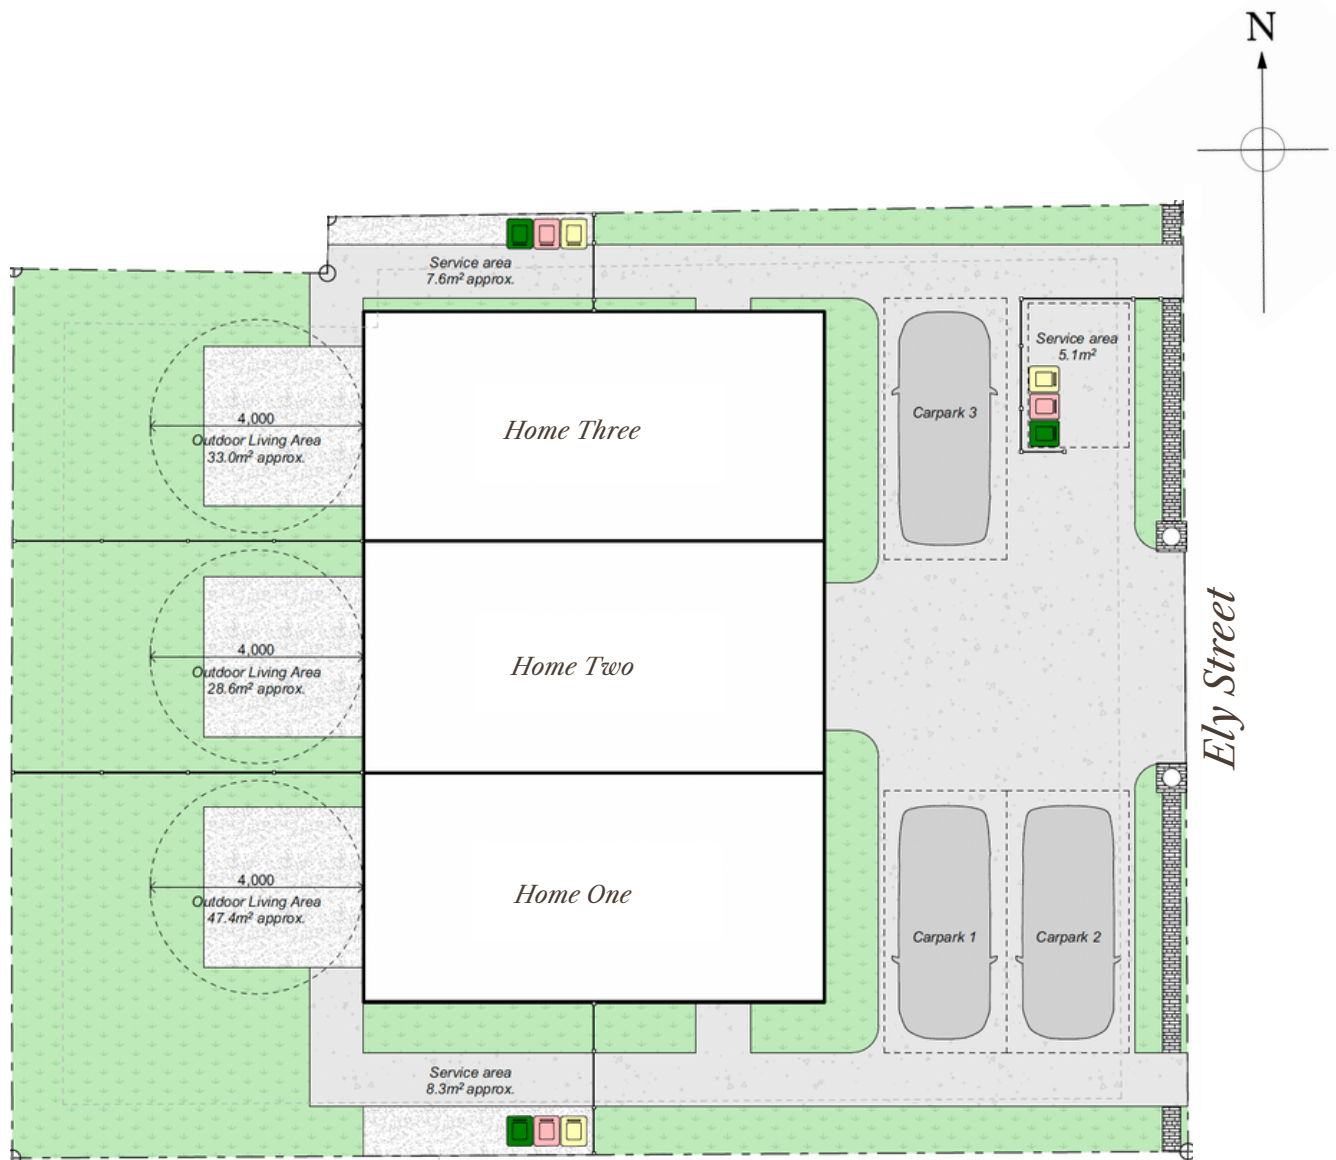 N
Service area
7.6m² approx.
Service area
5.1m²
4,000
Outdoor Living Area
33.0m² approx.
Home Three
Carpark 3
4,000
Outdoor Living Area
28.6m² approx.
Home Two
Ely Street
4,000
Outdoor Living Area
47.4m² approx.
Home One
Carpark 1
Carpark 2
Service area
8.3m² approx.